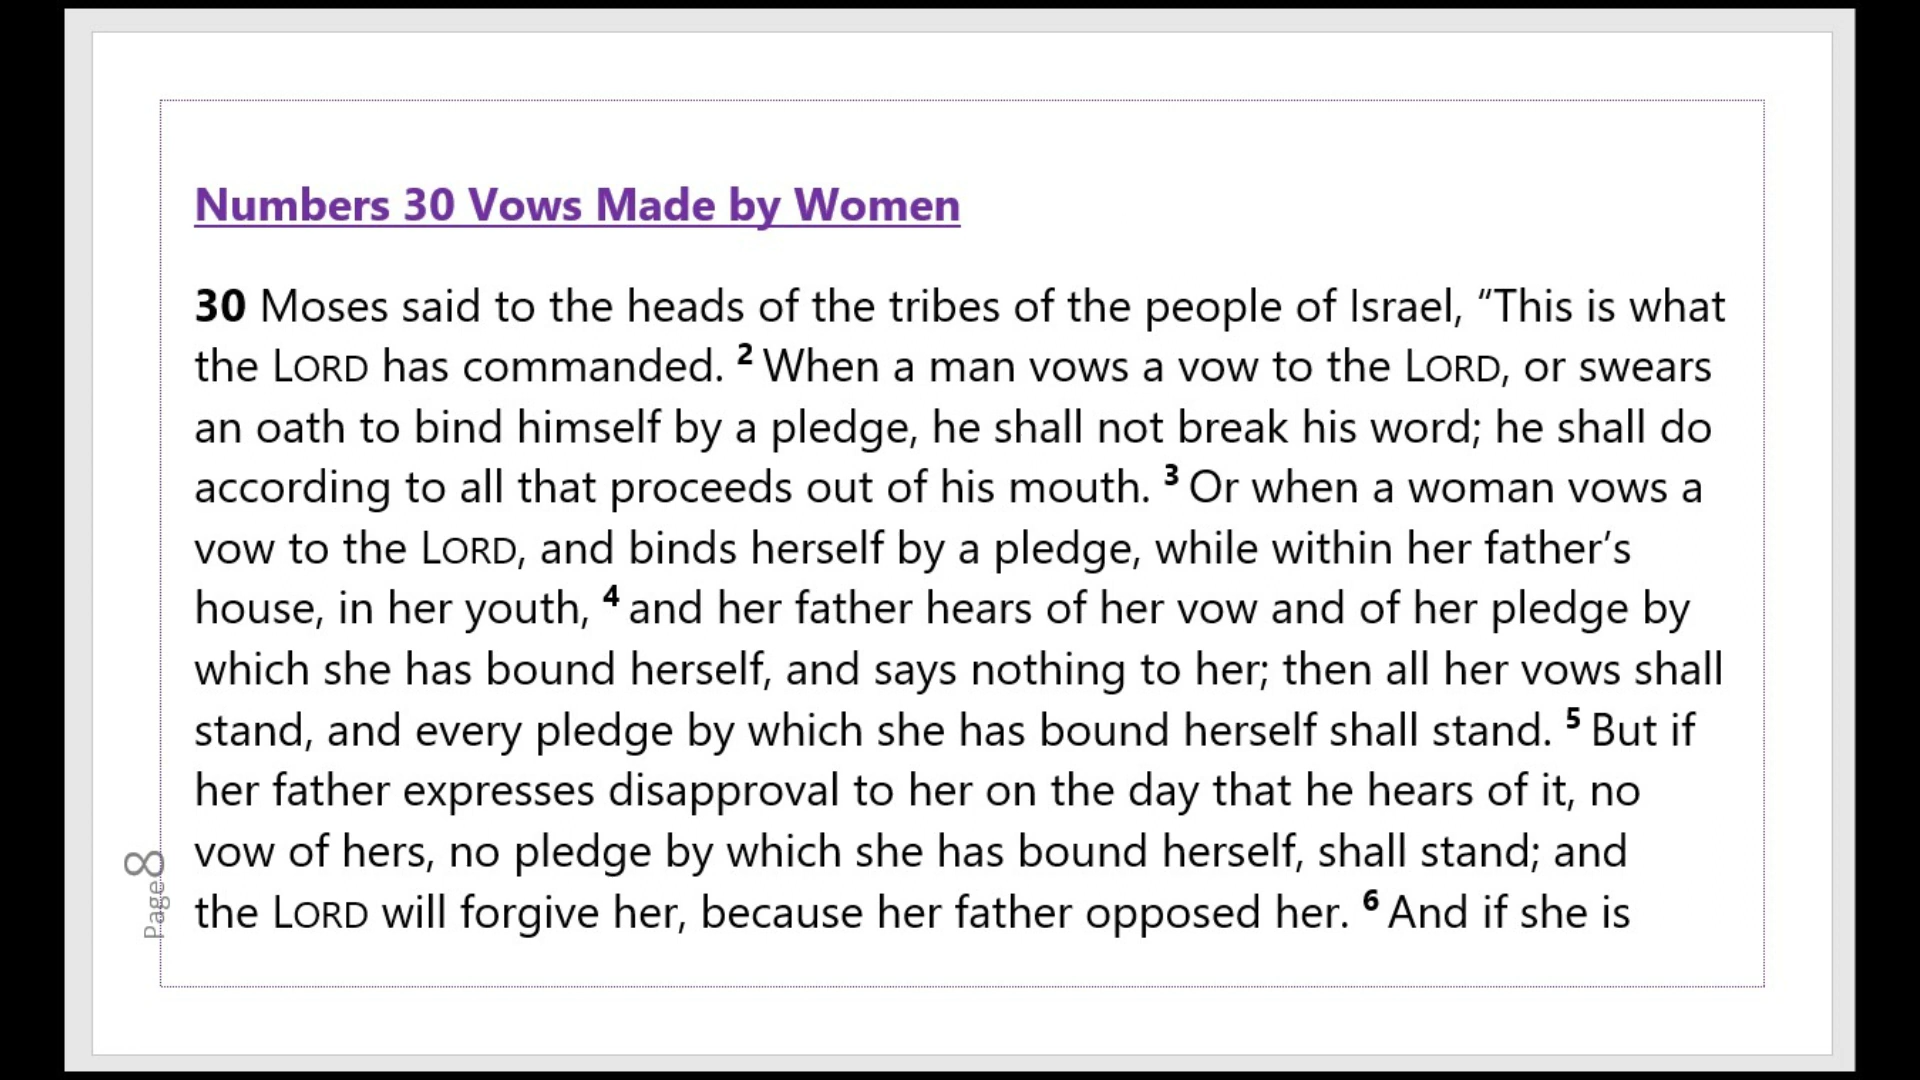 Numbers 30 Vows Made by Women
30 Moses said to the heads of the tribes of the people of Israel, “This is what
the LORD has commanded. 2 When a man vows a vow to the LORD, or swears
an oath to bind himself by a pledge, he shall not break his word; he shall do
according to all that proceeds out of his mouth. 3 Or when a woman vows a
vow to the LORD, and binds herself by a pledge, while within her father’s
house, in her youth, 4 and her father hears of her vow and of her pledge by
which she has bound herself, and says nothing to her; then all her vows shall
stand, and every pledge by which she has bound herself shall stand. 5 But if
her father expresses disapproval to her on the day that he hears of it, no
vow of hers, no pledge by which she has bound herself, shall stand; and
the LORD will forgive her, because her father opposed her. 6 And if she is
Page8